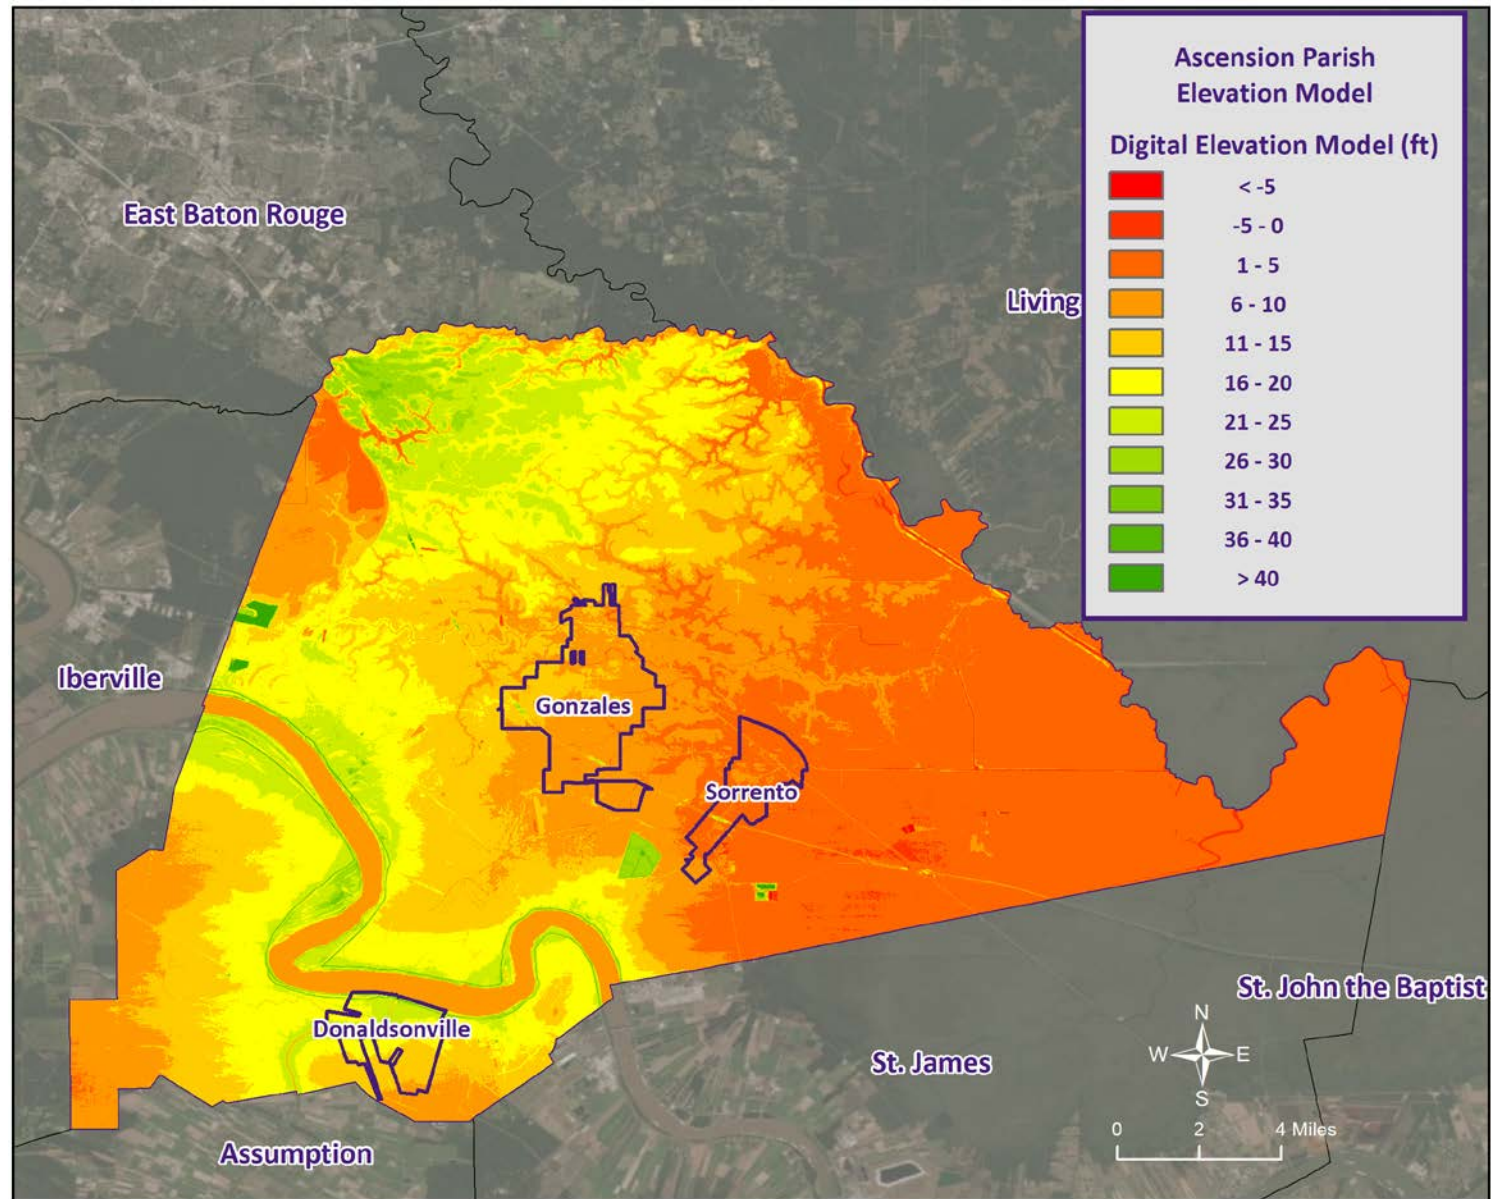 Ascension Parish
Elevation Model
Digital Elevation Model (ft)
< -5
-5 - 0
1 - 5
6 - 10
11 - 15
16 - 20
21 - 25
26 - 30
31 - 35
36 - 40
> 40
East Baton Rouge
Living
Iberville
Gonzales
Sorrento
Donaldsonville
St. John the Baptist
St. James
Assumption
N
W E
S
0 2 4 Miles